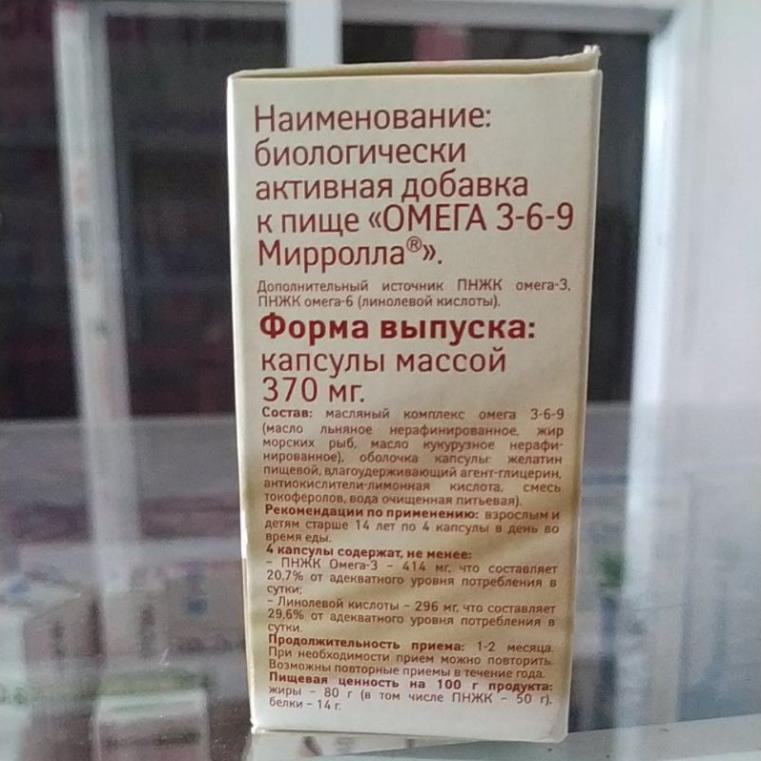 Наименование:
биологически
активная добавка
к пище «ОМЕГА 3-6-9
Мирролла®».
Дополнительный источник ПНЖК омега-3,
ПНЖК омега-6 (линолевой кислоты).
Форма выпуска:
капсулы массой
370 мг.
Состав: масляный комплекс омега 3-6-9
(масло льняное нерафинированное, жир
морских рыб, масло кукурузное нерафи-
нированное), оболочка капсулы: желатин
пищевой, влагоудерживающий агент-глицерин,
антиокислители-лимонная кислота, смесь
токоферолов, вода очищенная питьевая).
Рекомендации по применению: взрослым и
детям старше 14 лет по 4 капсулы в день во
время еды.
4 капсулы содержат, не менее:
- ПНЖК Омега-3 - 414 мг, что составляет
20,7% от адекватного уровня потребления в
сутки;
- Линолевой кислоты - 296 мг, что составляет
29,6% от адекватного уровня потребления в
сутки.
Продолжительность приема: 1-2 месяца.
При необходимости прием можно повторить.
Возможны повторные приемы в течение года.
Пищевая ценность на 100 г продукта:
жиры - 80 г (в том числе ПНЖК - 50 г),
белки - 14 г.